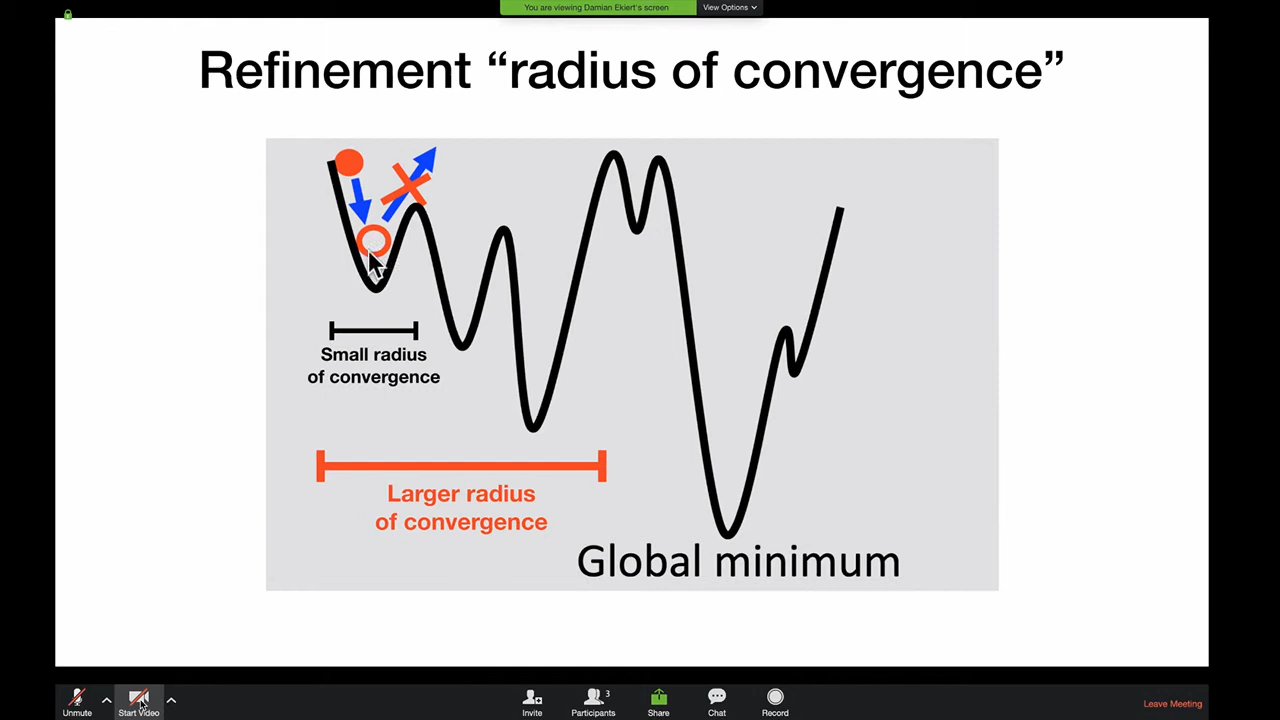 You are viewing Damian Ekiert's screen
View Options
Refinement “radius of convergence”
Small radius
of convergence
Larger radius
of convergence
Global minimum
Unmute
Start Video
Invite
3
Participants
Share
Chat
Record
Leave Meeting